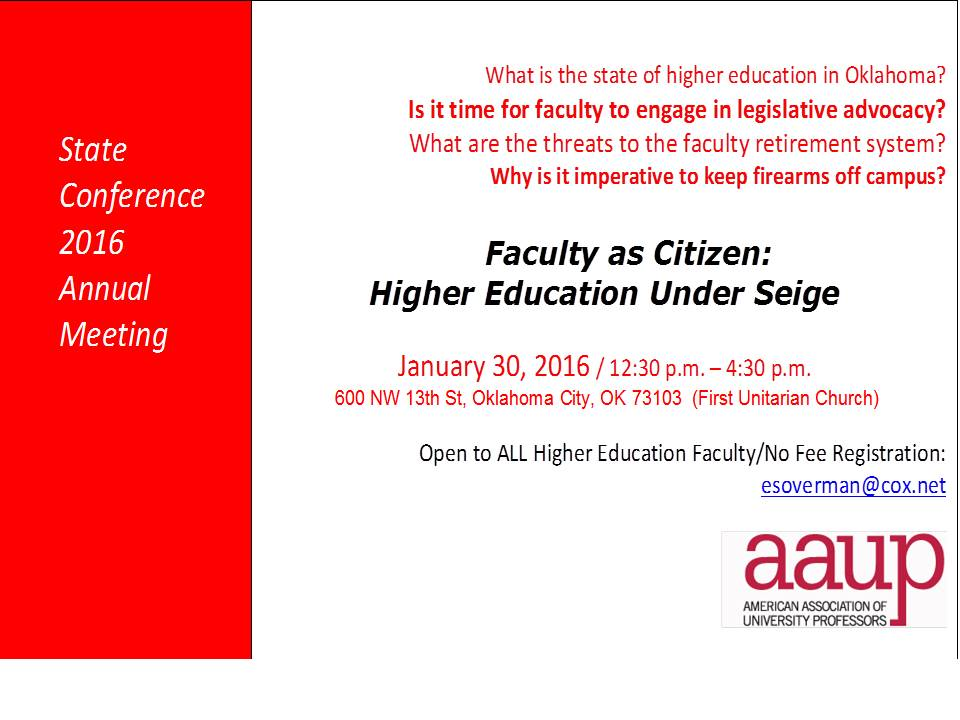 State
Conference
2016
Annual
Meeting
What is the state of higher education in Oklahoma?
Is it time for faculty to engage in legislative advocacy?
What are the threats to the faculty retirement system?
Why is it imperative to keep firearms off campus?
Faculty as Citizen:
Higher Education Under Seige
January 30, 2016 / 12:30 p.m. – 4:30 p.m.
600 NW 13th St, Oklahoma City, OK 73103 (First Unitarian Church)
Open to ALL Higher Education Faculty/No Fee Registration:
esoverman@cox.net
aaup
AMERICAN ASSOCIATION OF
UNIVERSITY PROFESSORS